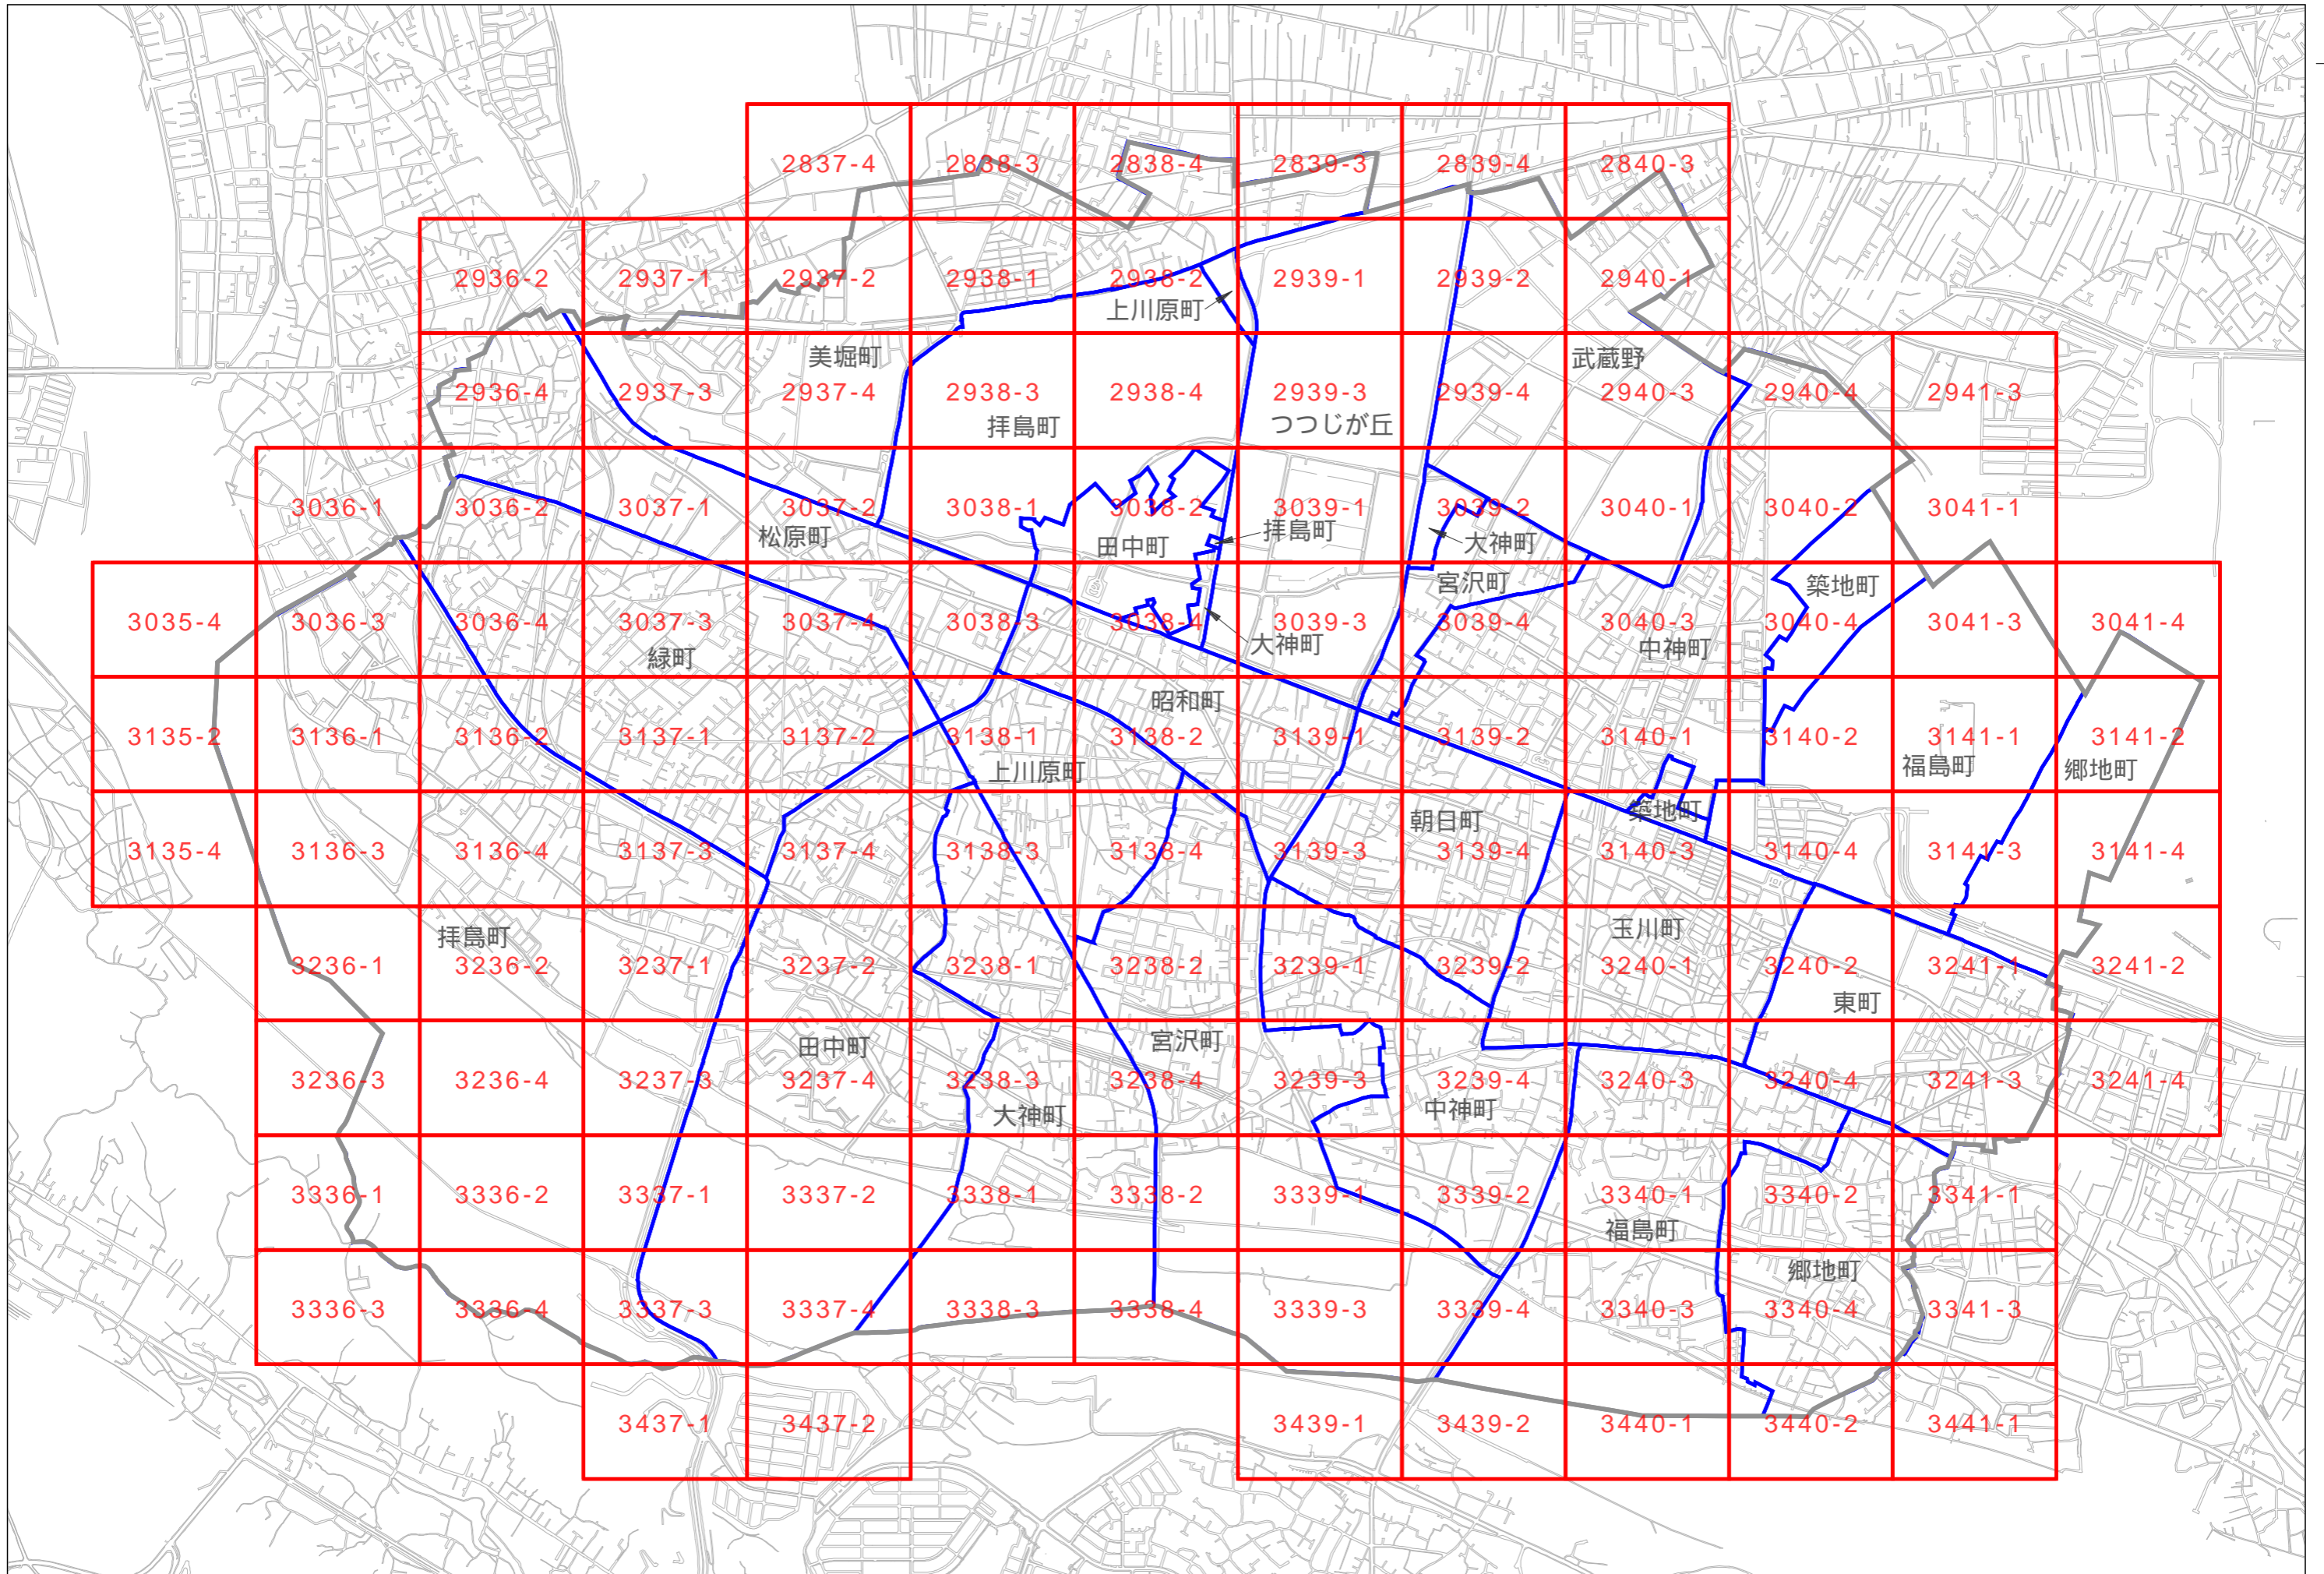 2837-4 2838-3 2838-4 2839-3 2839-4 2840-3
2936-2 2937-1 2937-2 2938-1 2938-2 2939-1 2939-2 2940-1
上川原町
美堀町 武蔵野
2936-4 2937-3 2937-4 2938-3 2938-4 2939-3 2939-4 2940-3 2940-4 2941-3
拝島町 つつじが丘
3036-1 3036-2 3037-1 3037-2 3038-1 3038-2 3039-1 3039-2 3040-1 3040-2 3041-1
松原町 田中町 拝島町 大神町
宮沢町 築地町
3035-4 3036-3 3036-4 3037-3 3037-4 3038-3 3038-4 3039-3 3039-4 3040-3 3040-4 3041-3 3041-4
緑町 大神町 中神町
昭和町
3135-2 3136-1 3136-2 3137-1 3137-2 3138-1 3138-2 3139-1 3139-2 3140-1 3140-2 3141-1 3141-2
上川原町 福島町 郷地町
朝日町 築地町
3135-4 3136-3 3136-4 3137-3 3137-4 3138-3 3138-4 3139-3 3139-4 3140-3 3140-4 3141-3 3141-4
拝島町 玉川町
3236-1 3236-2 3237-1 3237-2 3238-1 3238-2 3239-1 3239-2 3240-1 3240-2 3241-1 3241-2
東町
田中町 宮沢町
3236-3 3236-4 3237-3 3237-4 3238-3 3238-4 3239-3 3239-4 3240-3 3240-4 3241-3 3241-4
大神町 中神町
3336-1 3336-2 3337-1 3337-2 3338-1 3338-2 3339-1 3339-2 3340-1 3340-2 3341-1
福島町
郷地町
3336-3 3336-4 3337-3 3337-4 3338-3 3338-4 3339-3 3339-4 3340-3 3340-4 3341-3
3437-1 3437-2 3439-1 3439-2 3440-1 3440-2 3441-1